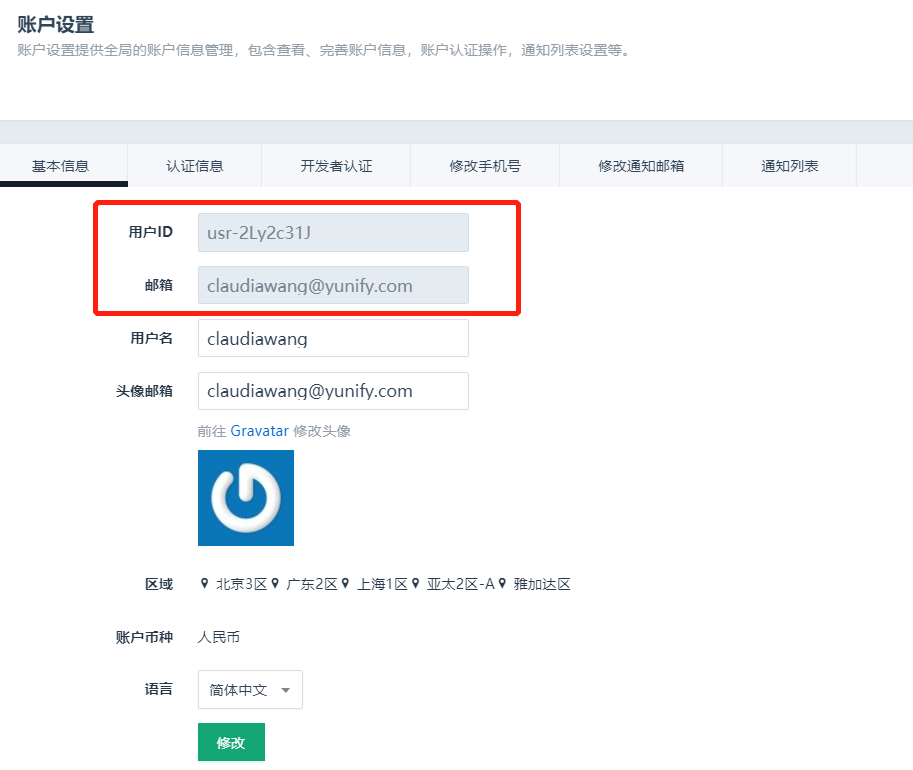 账户设置
账户设置提供全局的账户信息管理，包含查看、完善账户信息，账户认证操作，通知列表设置等。
基本信息 认证信息 开发者认证 修改手机号 修改通知邮箱 通知列表
用户ID usr-2Ly2c31J
邮箱 claudiawang@yunify.com
用户名 claudiawang
头像邮箱 claudiawang@yunify.com
前往 Gravatar 修改头像
区域 北京3区 广东2区 上海1区 亚太2区-A 雅加达区
账户币种 人民币
语言 简体中文
修改